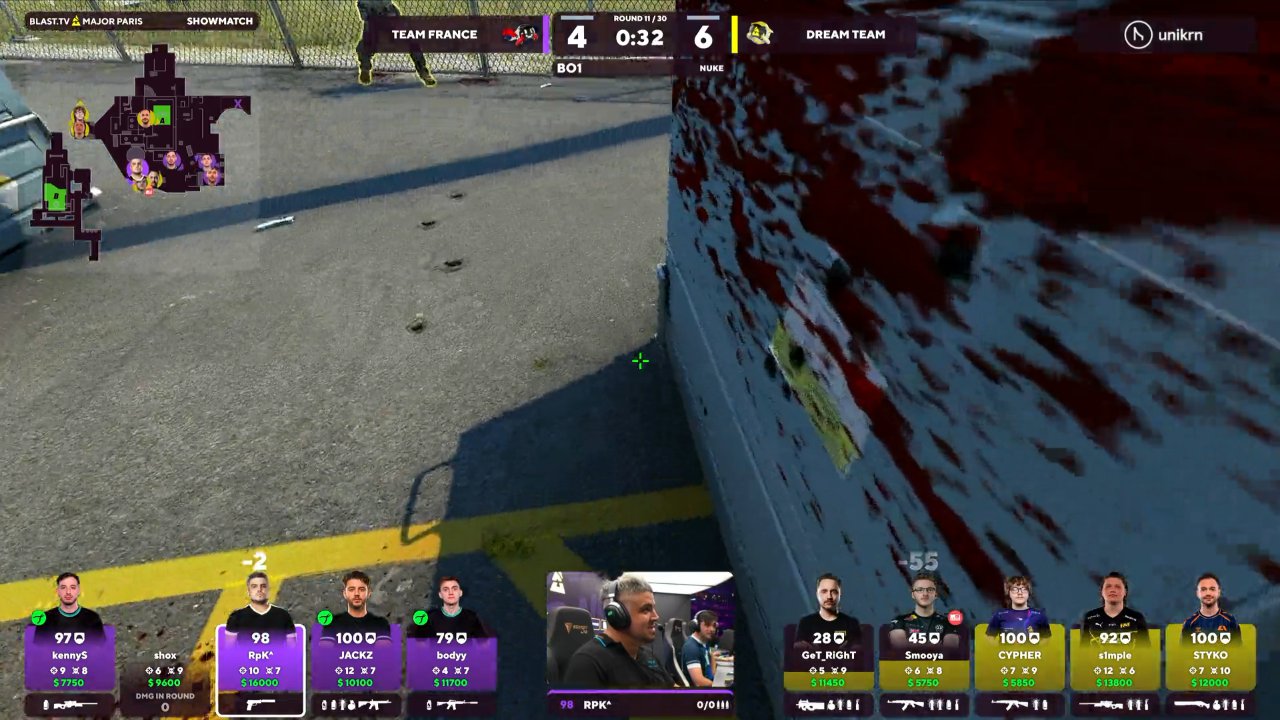 BLAST.TV MAJOR PARIS SHOWMATCH
TEAM FRANCE 4 ROUND 11 / 30 0:32 6 DREAM TEAM
BO1 NUKE
unikrn
A
X
-2
-55
97 98 100 79 28 45 100 92 100
kennyS shox RpK^ JACKZ bodyy GeT_RiGhT Smooya CYPHER s1mple STYKO
9 8 6 9 10 7 12 7 4 7 5 9 6 8 7 9 12 6 7 10
$7750 $9600 $16000 $10100 $11700 $11450 $5750 $5850 $13800 $12000
DMG IN ROUND
0
98 RPK^ 0/0